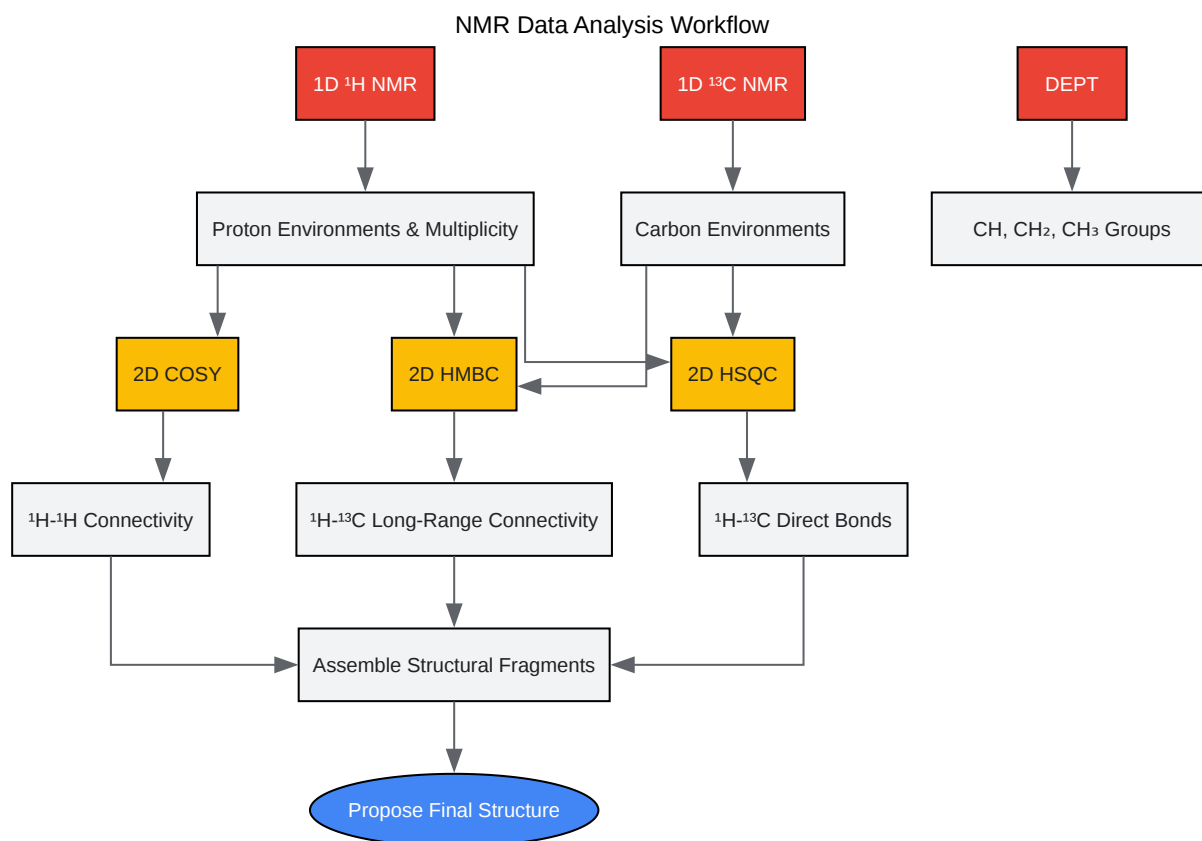 NMR Data Analysis Workflow
1D ¹H NMR
1D ¹³C NMR
DEPT
Proton Environments & Multiplicity
Carbon Environments
CH, CH₂, CH₃ Groups
2D COSY
2D HMBC
2D HSQC
¹H-¹H Connectivity
¹H-¹³C Long-Range Connectivity
¹H-¹³C Direct Bonds
Assemble Structural Fragments
Propose Final Structure